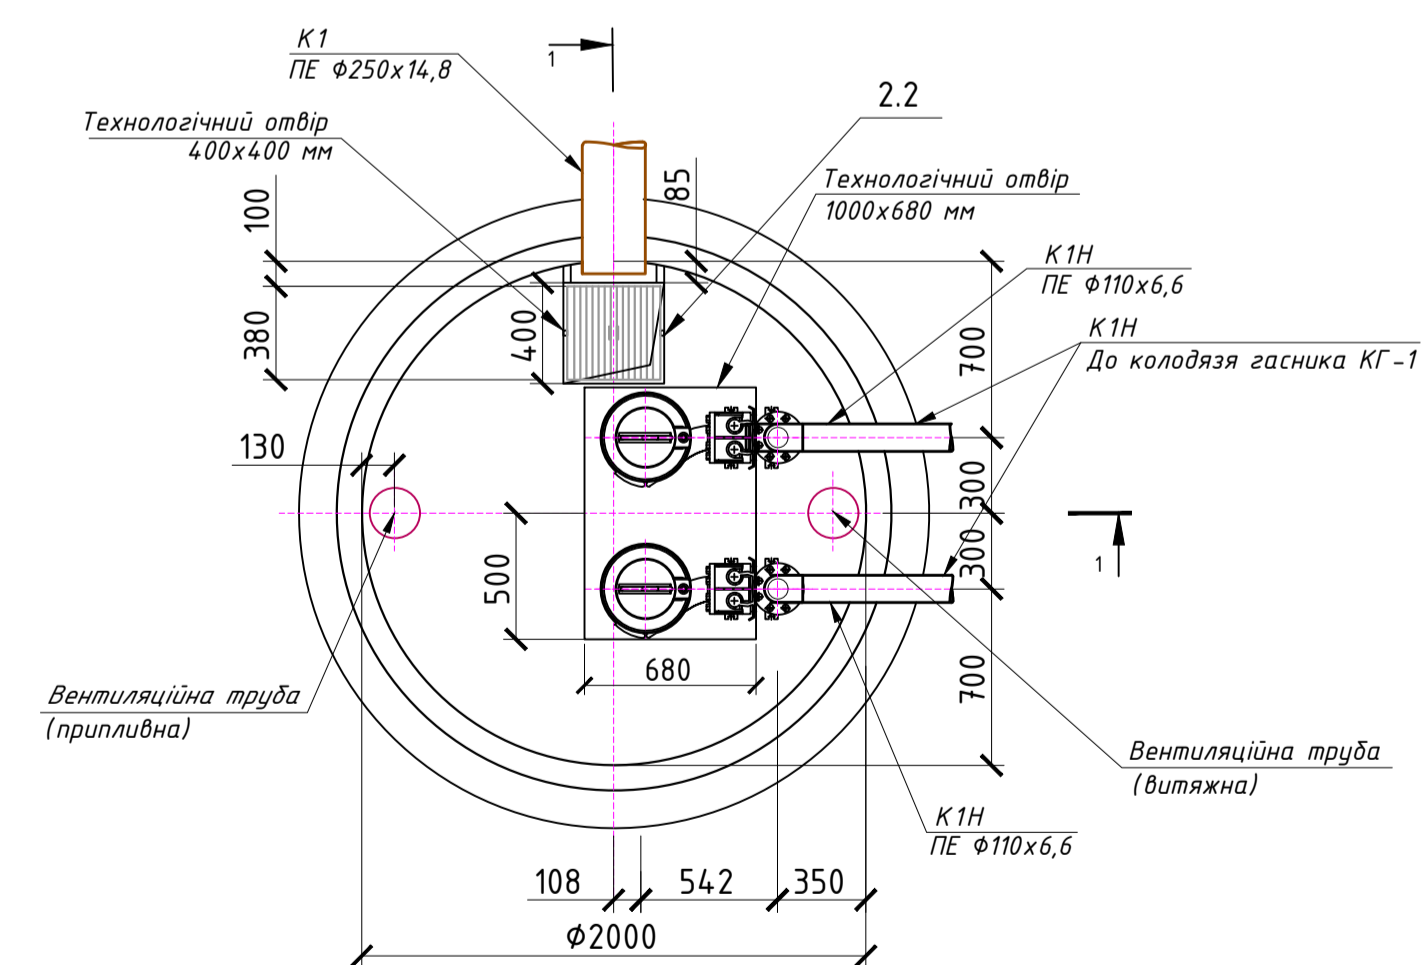 К1
ПЕ Ф250х14,8
1
2.2
Технологічний отвір
400х400 мм
85
Технологічний отвір
1000х680 мм
100
К1Н
ПЕ Ф110х6,6
К1Н
До колодязя гасника КГ-1
380
400
700
130
300
300
500
1
680
700
Вентиляційна труба
(припливна)
Вентиляційна труба
(витяжна)
К1Н
ПЕ Ф110х6,6
108
542
350
Ф2000